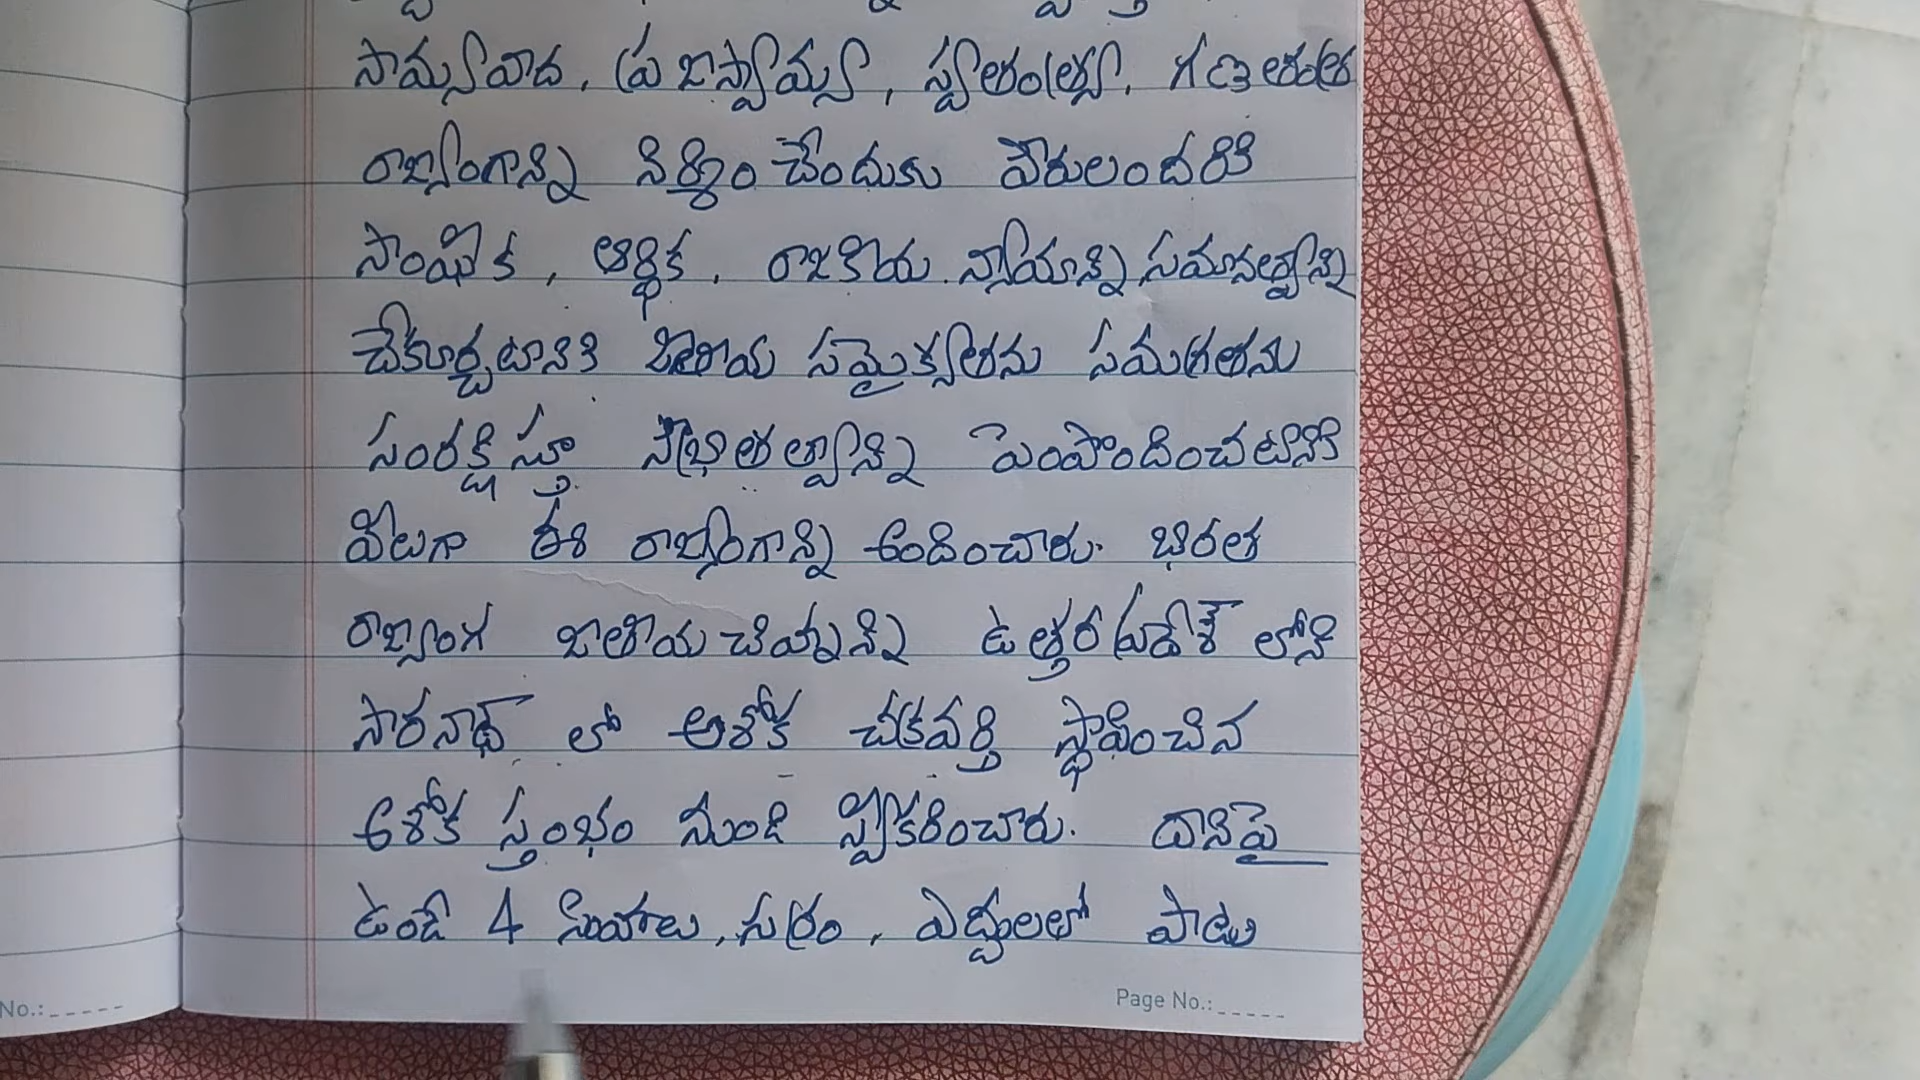 సామ్యవాద, ప్రజాస్వామ్య, స్వతంత్ర్య, గణతంత్ర
రాజ్యాంగాన్ని నిర్మించేందుకు పౌరులందరికి
సాంఘీక, ఆర్థిక, రాజకీయ న్యాయాన్ని, సమానత్వాన్ని
చేకూర్చటానికి జాతీయ సమైక్యతను సమగ్రతను
సంరక్షిస్తూ సౌభ్రాతృత్వాన్ని పెంపొందించటానికి
వీలుగా ఈ రాజ్యాంగాన్ని అందించారు. భారత
రాజ్యాంగ జాతీయ చిహ్నాన్ని ఉత్తరప్రదేశ్ లోని
సారనాథ్ లో అశోక చక్రవర్తి స్థాపించిన
అశోక స్తంభం నుండి స్వీకరించారు. దానిపై
ఉండే 4 సింహాలు, గుర్రం, ఎద్దులలో పాటు
Page No.:
No.: